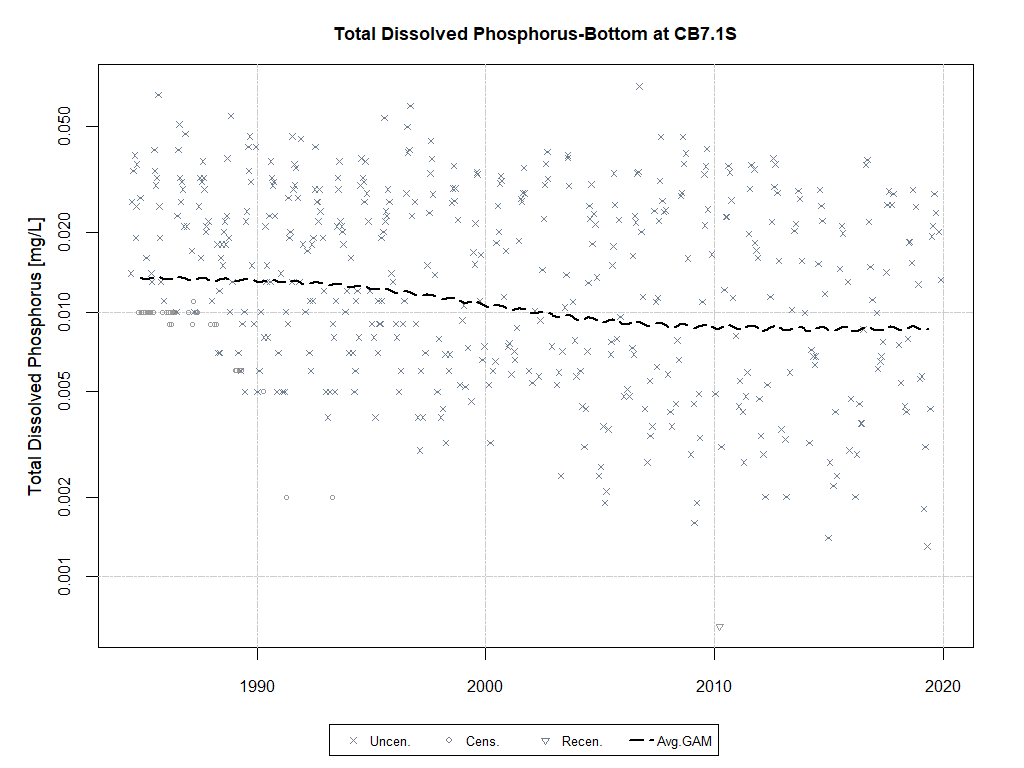 Total Dissolved Phosphorus-Bottom at CB7.1S
Total Dissolved Phosphorus [mg/L]
0.050
0.020
0.010
0.005
0.002
0.001
1990 2000 2010 2020
Uncen. Cens. Recen. Avg.GAM